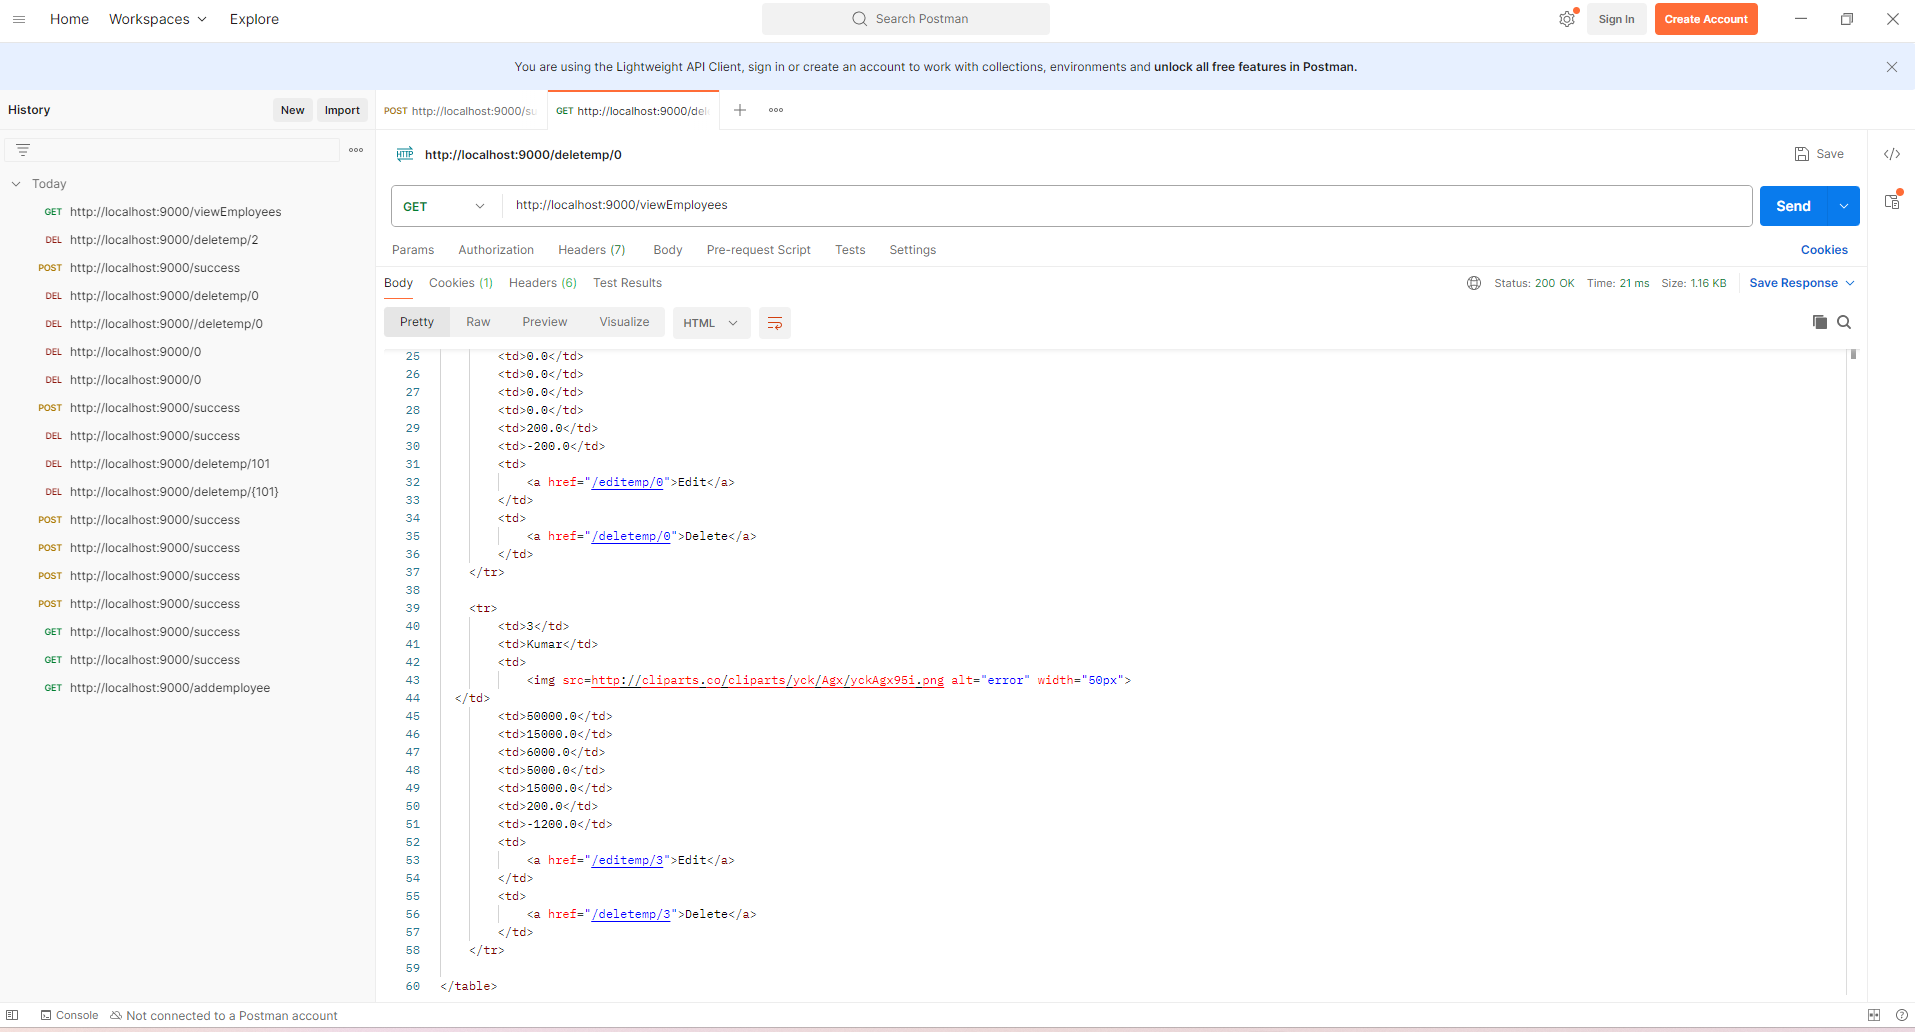 Home Workspaces Explore Search Postman Sign In Create Account
You are using the Lightweight API Client, sign in or create an account to work with collections, environments and unlock all free features in Postman.
History New Import POST http://localhost:9000/su GET http://localhost:9000/del
HTTP http://localhost:9000/deletemp/0 Save
Today
GET http://localhost:9000/viewEmployees
DEL http://localhost:9000/deletemp/2
POST http://localhost:9000/success
DEL http://localhost:9000/deletemp/0
DEL http://localhost:9000//deletemp/0
DEL http://localhost:9000/0
DEL http://localhost:9000/0
POST http://localhost:9000/success
DEL http://localhost:9000/success
DEL http://localhost:9000/deletemp/101
DEL http://localhost:9000/deletemp/{101}
POST http://localhost:9000/success
POST http://localhost:9000/success
POST http://localhost:9000/success
POST http://localhost:9000/success
GET http://localhost:9000/success
GET http://localhost:9000/success
GET http://localhost:9000/addemployee
GET http://localhost:9000/viewEmployees Send
Params Authorization Headers (7) Body Pre-request Script Tests Settings Cookies
Body Cookies (1) Headers (6) Test Results Status: 200 OK Time: 21 ms Size: 1.16 KB Save Response
Pretty Raw Preview Visualize HTML
25 <td>0.0</td>
26 <td>0.0</td>
27 <td>0.0</td>
28 <td>0.0</td>
29 <td>200.0</td>
30 <td>-200.0</td>
31 <td>
32 <a href="/editemp/0">Edit</a>
33 </td>
34 <td>
35 <a href="/deletemp/0">Delete</a>
36 </td>
37 </tr>
38
39 <tr>
40 <td>3</td>
41 <td>Kumar</td>
42 <td>
43 <img src=http://cliparts.co/cliparts/yck/Agx/yckAgx95i.png alt="error" width="50px">
44 </td>
45 <td>50000.0</td>
46 <td>15000.0</td>
47 <td>6000.0</td>
48 <td>5000.0</td>
49 <td>15000.0</td>
50 <td>200.0</td>
51 <td>-1200.0</td>
52 <td>
53 <a href="/editemp/3">Edit</a>
54 </td>
55 <td>
56 <a href="/deletemp/3">Delete</a>
57 </td>
58 </tr>
59
60 </table>
Console Not connected to a Postman account